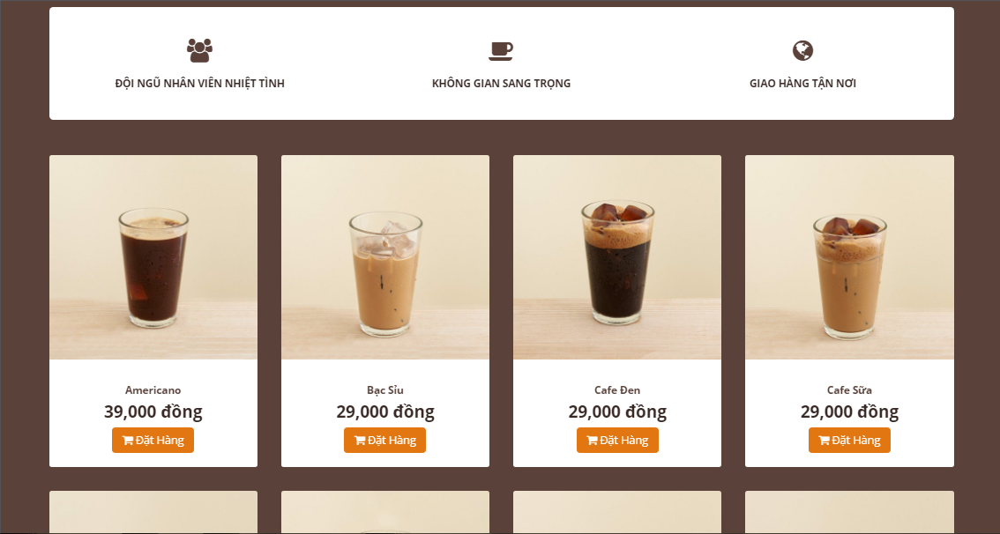 ĐỘI NGŨ NHÂN VIÊN NHIỆT TÌNH
KHÔNG GIAN SANG TRỌNG
GIAO HÀNG TẬN NƠI
Americano
39,000 đồng
Đặt Hàng
Bạc Sỉu
29,000 đồng
Đặt Hàng
Cafe Đen
29,000 đồng
Đặt Hàng
Cafe Sữa
29,000 đồng
Đặt Hàng